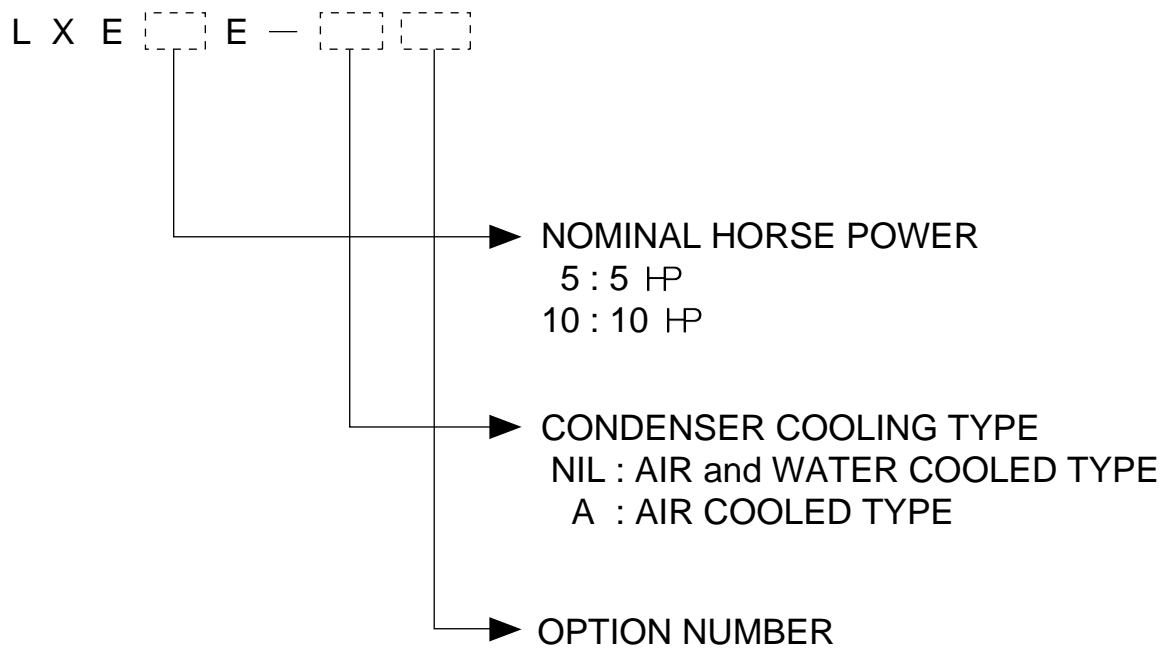 L X E E —
NOMINAL HORSE POWER
5 : 5 HP
10 : 10 HP
CONDENSER COOLING TYPE
NIL : AIR and WATER COOLED TYPE
A : AIR COOLED TYPE
OPTION NUMBER